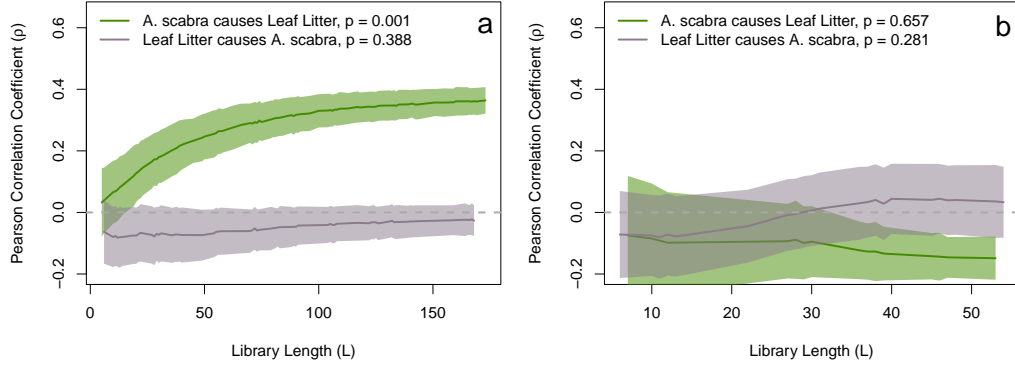 A. scabra causes Leaf Litter, p = 0.001
Leaf Litter causes A. scabra, p = 0.388
a
0.6
0.4
0.2
0.0
−0.2
Pearson Correlation Coefficient (ρ)
0 50 100 150
Library Length (L)
A. scabra causes Leaf Litter, p = 0.657
Leaf Litter causes A. scabra, p = 0.281
b
0.6
0.4
0.2
0.0
−0.2
Pearson Correlation Coefficient (ρ)
10 20 30 40 50
Library Length (L)